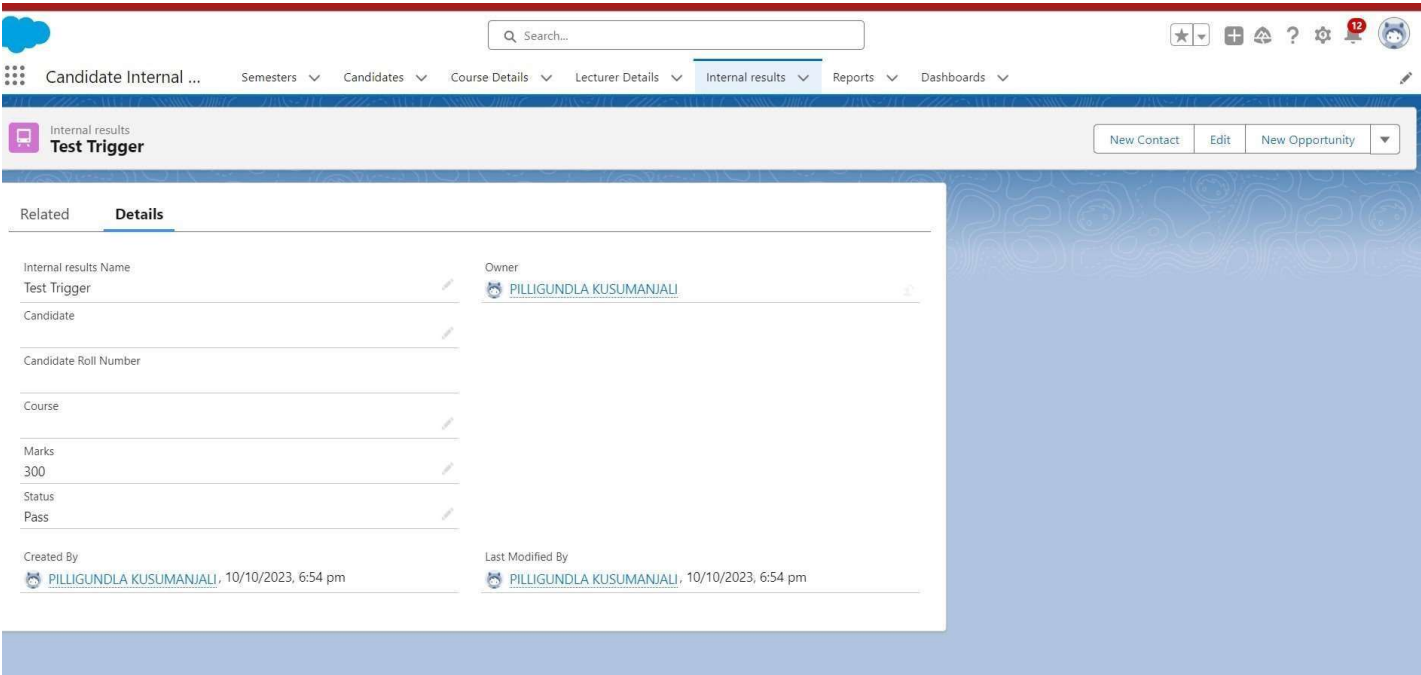 Search...
12
Candidate Internal ... Semesters Candidates Course Details Lecturer Details Internal results Reports Dashboards
Internal results
Test Trigger
New Contact Edit New Opportunity
Related Details
Internal results Name
Test Trigger
Owner
PILLIGUNDLA KUSUMANJALI
Candidate
Candidate Roll Number
Course
Marks
300
Status
Pass
Created By
PILLIGUNDLA KUSUMANJALI, 10/10/2023, 6:54 pm
Last Modified By
PILLIGUNDLA KUSUMANJALI, 10/10/2023, 6:54 pm